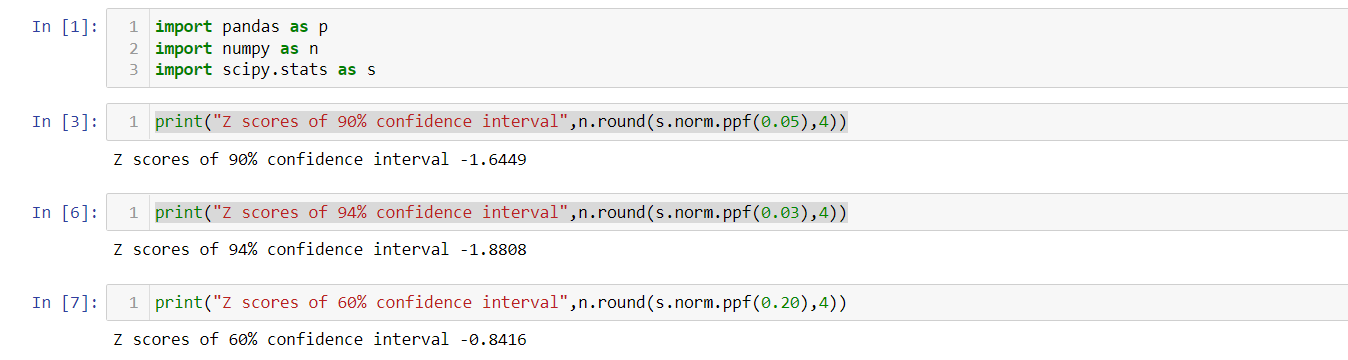 In [1]:
1 import pandas as p
2 import numpy as n
3 import scipy.stats as s
In [3]:
1 print("Z scores of 90% confidence interval",n.round(s.norm.ppf(0.05),4))
Z scores of 90% confidence interval -1.6449
In [6]:
1 print("Z scores of 94% confidence interval",n.round(s.norm.ppf(0.03),4))
Z scores of 94% confidence interval -1.8808
In [7]:
1 print("Z scores of 60% confidence interval",n.round(s.norm.ppf(0.20),4))
Z scores of 60% confidence interval -0.8416